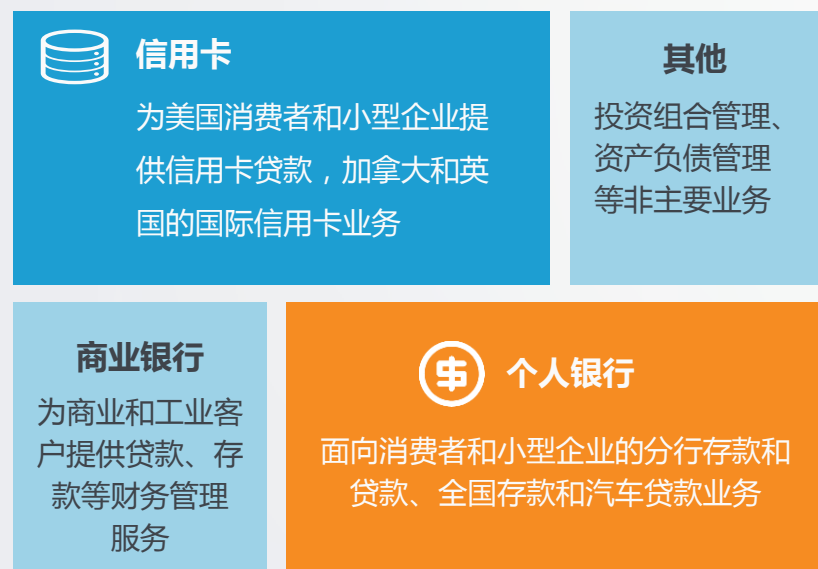 信用卡
为美国消费者和小型企业提
供信用卡贷款，加拿大和英
国的国际信用卡业务
其他
投资组合管理、
资产负债管理
等非主要业务
商业银行
为商业和工业客
户提供贷款、存
款等财务管理
服务
个人银行
面向消费者和小型企业的分行存款和
贷款、全国存款和汽车贷款业务